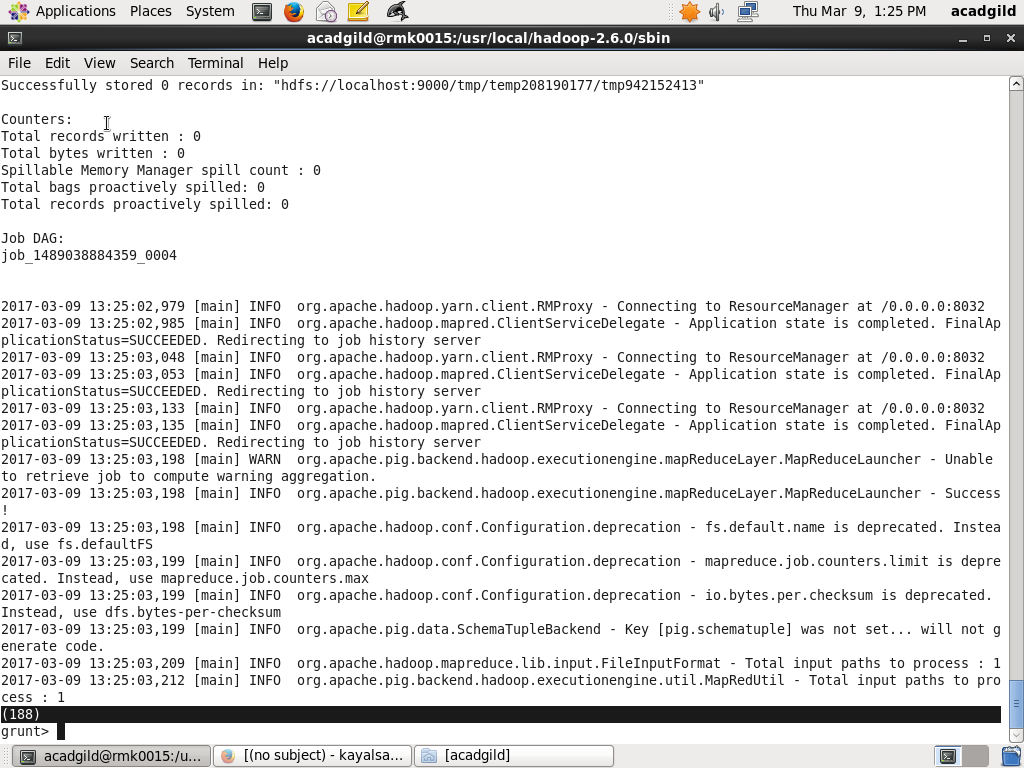 Applications Places System Thu Mar 9, 1:25 PM acadgild
acadgild@rmk0015:/usr/local/hadoop-2.6.0/sbin
File Edit View Search Terminal Help
Successfully stored 0 records in: "hdfs://localhost:9000/tmp/temp208190177/tmp942152413"
Counters:
Total records written : 0
Total bytes written : 0
Spillable Memory Manager spill count : 0
Total bags proactively spilled: 0
Total records proactively spilled: 0
Job DAG:
job_1489038884359_0004
2017-03-09 13:25:02,979 [main] INFO  org.apache.hadoop.yarn.client.RMProxy - Connecting to ResourceManager at /0.0.0.0:8032
2017-03-09 13:25:02,985 [main] INFO  org.apache.hadoop.mapred.ClientServiceDelegate - Application state is completed. FinalAp
plicationStatus=SUCCEEDED. Redirecting to job history server
2017-03-09 13:25:03,048 [main] INFO  org.apache.hadoop.yarn.client.RMProxy - Connecting to ResourceManager at /0.0.0.0:8032
2017-03-09 13:25:03,053 [main] INFO  org.apache.hadoop.mapred.ClientServiceDelegate - Application state is completed. FinalAp
plicationStatus=SUCCEEDED. Redirecting to job history server
2017-03-09 13:25:03,133 [main] INFO  org.apache.hadoop.yarn.client.RMProxy - Connecting to ResourceManager at /0.0.0.0:8032
2017-03-09 13:25:03,135 [main] INFO  org.apache.hadoop.mapred.ClientServiceDelegate - Application state is completed. FinalAp
plicationStatus=SUCCEEDED. Redirecting to job history server
2017-03-09 13:25:03,198 [main] WARN  org.apache.pig.backend.hadoop.executionengine.mapReduceLayer.MapReduceLauncher - Unable
to retrieve job to compute warning aggregation.
2017-03-09 13:25:03,198 [main] INFO  org.apache.pig.backend.hadoop.executionengine.mapReduceLayer.MapReduceLauncher - Success
!
2017-03-09 13:25:03,198 [main] INFO  org.apache.hadoop.conf.Configuration.deprecation - fs.default.name is deprecated. Instea
d, use fs.defaultFS
2017-03-09 13:25:03,199 [main] INFO  org.apache.hadoop.conf.Configuration.deprecation - mapreduce.job.counters.limit is depre
cated. Instead, use mapreduce.job.counters.max
2017-03-09 13:25:03,199 [main] INFO  org.apache.hadoop.conf.Configuration.deprecation - io.bytes.per.checksum is deprecated.
Instead, use dfs.bytes-per-checksum
2017-03-09 13:25:03,199 [main] INFO  org.apache.pig.data.SchemaTupleBackend - Key [pig.schematuple] was not set... will not g
enerate code.
2017-03-09 13:25:03,209 [main] INFO  org.apache.hadoop.mapreduce.lib.input.FileInputFormat - Total input paths to process : 1
2017-03-09 13:25:03,212 [main] INFO  org.apache.pig.backend.hadoop.executionengine.util.MapRedUtil - Total input paths to pro
cess : 1
(188)
grunt>
acadgild@rmk0015:/u... [(no subject) - kayalsa... [acadgild]